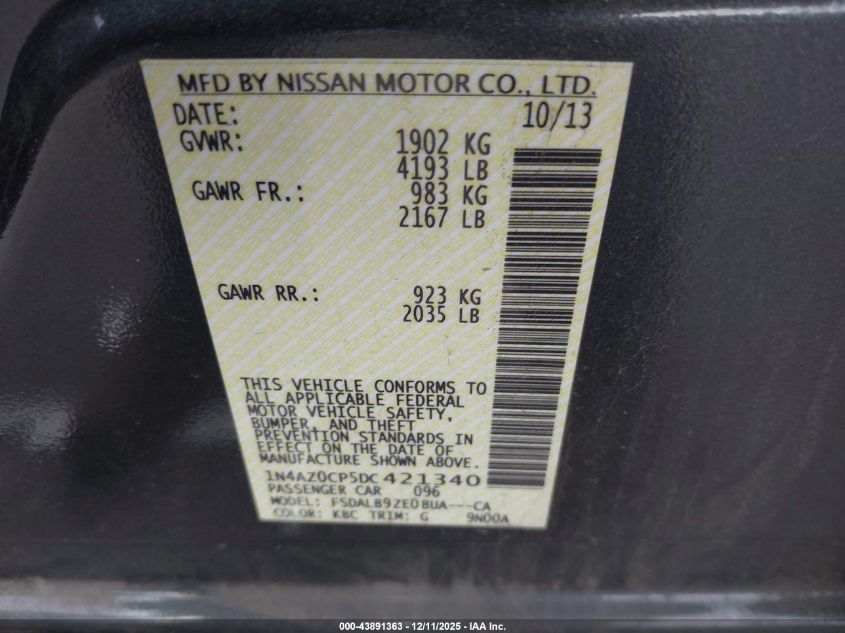 MFD BY NISSAN MOTOR CO., LTD.
DATE: 10/13
GVWR: 1902 KG
4193 LB
GAWR FR.: 983 KG
2167 LB
GAWR RR.: 923 KG
2035 LB
THIS VEHICLE CONFORMS TO
ALL APPLICABLE FEDERAL
MOTOR VEHICLE SAFETY,
BUMPER, AND THEFT
PREVENTION STANDARDS IN
EFFECT ON THE DATE OF
MANUFACTURE SHOWN ABOVE.
1N4AZ0CP5DC421340
PASSENGER CAR 096
MODEL: FSDALB9ZE0BUA---CA
COLOR: KBC TRIM: G 9N00A
000-43891363 - 12/11/2025 - IAA Inc.